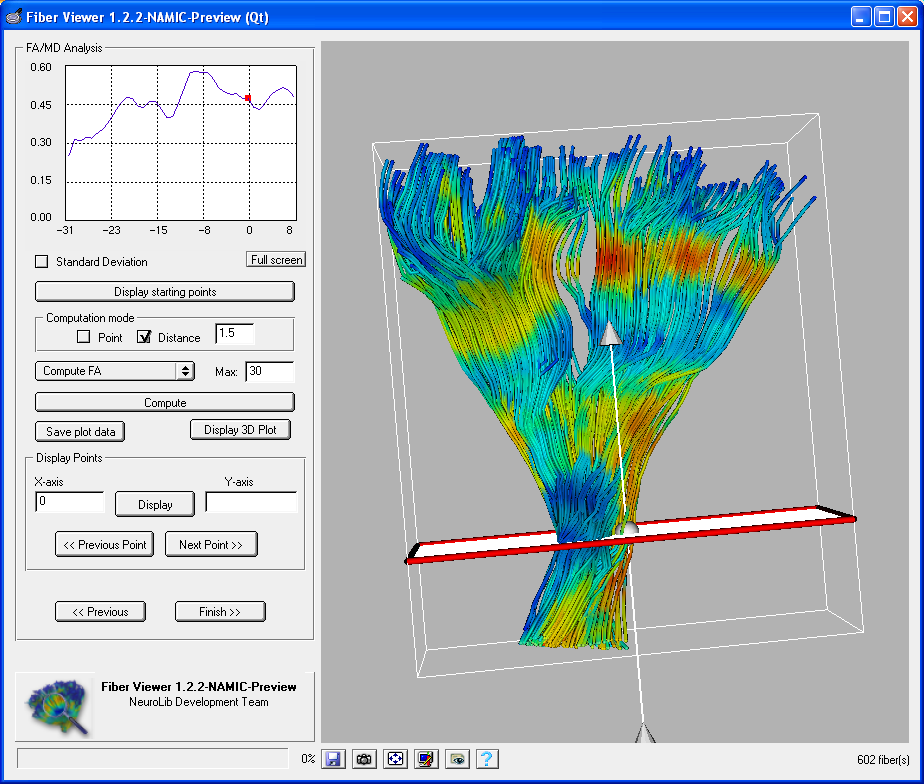 Fiber Viewer 1.2.2-NAMIC-Preview (Qt)
FA/MD Analysis
0.60
0.45
0.30
0.15
0.00
-31 -23 -15 -8 0 8
Standard Deviation
Full screen
Display starting points
Computation mode
Point Distance 1.5
Compute FA Max: 30
Compute
Save plot data Display 3D Plot
Display Points
X-axis Y-axis
0 Display
<< Previous Point Next Point >>
<< Previous Finish >>
Fiber Viewer 1.2.2-NAMIC-Preview
NeuroLib Development Team
0% ? 602 fiber(s)